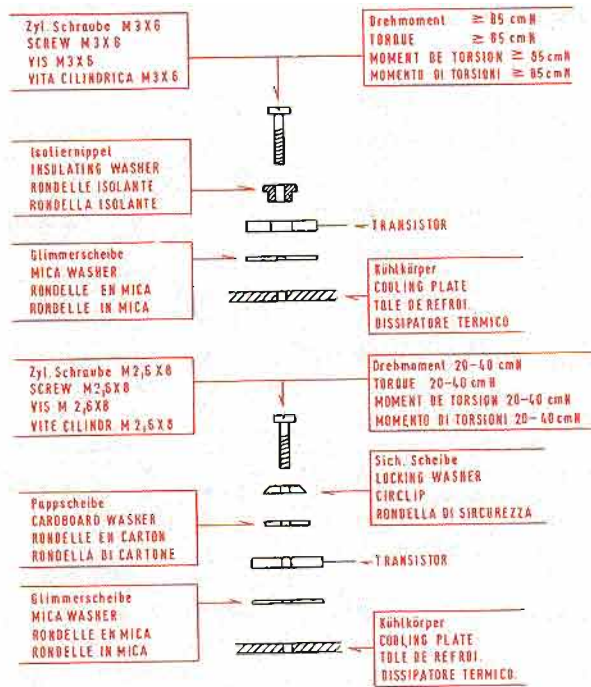 Zyl. Schraube M3X6
SCREW M3X6
VIS M3X6
VITA CILINDRICA M3X6
Drehmoment ≥ 85 cmN
TORQUE ≥ 85 cmN
MOMENT DE TORSION ≥ 85 cmN
MOMENTO DI TORSIONI ≥ 85 cmN
Isoliernippel
INSULATING WASHER
RONDELLE ISOLANTE
RONDELLA ISOLANTE
TRANSISTOR
Glimmerscheibe
MICA WASHER
RONDELLE EN MICA
RONDELLE IN MICA
Kühlkörper
COOLING PLATE
TOLE DE REFROI.
DISSIPATORE TERMICO
Zyl. Schraube M2,6X8
SCREW M2,6X8
VIS M 2,6X8
VITE CILINDR M 2,6X8
Drehmoment 20-40 cmN
TORQUE 20-40 cmN
MOMENT DE TORSION 20-40 cmN
MOMENTO DI TORSIONI 20-40 cmN
Sich. Scheibe
LOCKING WASHER
CIRCLIP
RONDELLA DI SIRCUREZZA
Pappscheibe
CARDBOARD WASHER
RONDELLE EN CARTON
RONDELLA DI CARTONE
TRANSISTOR
Glimmerscheibe
MICA WASHER
RONDELLE EN MICA
RONDELLE IN MICA
Kühlkörper
COOLING PLATE
TOLE DE REFROI.
DISSIPATORE TERMICO.